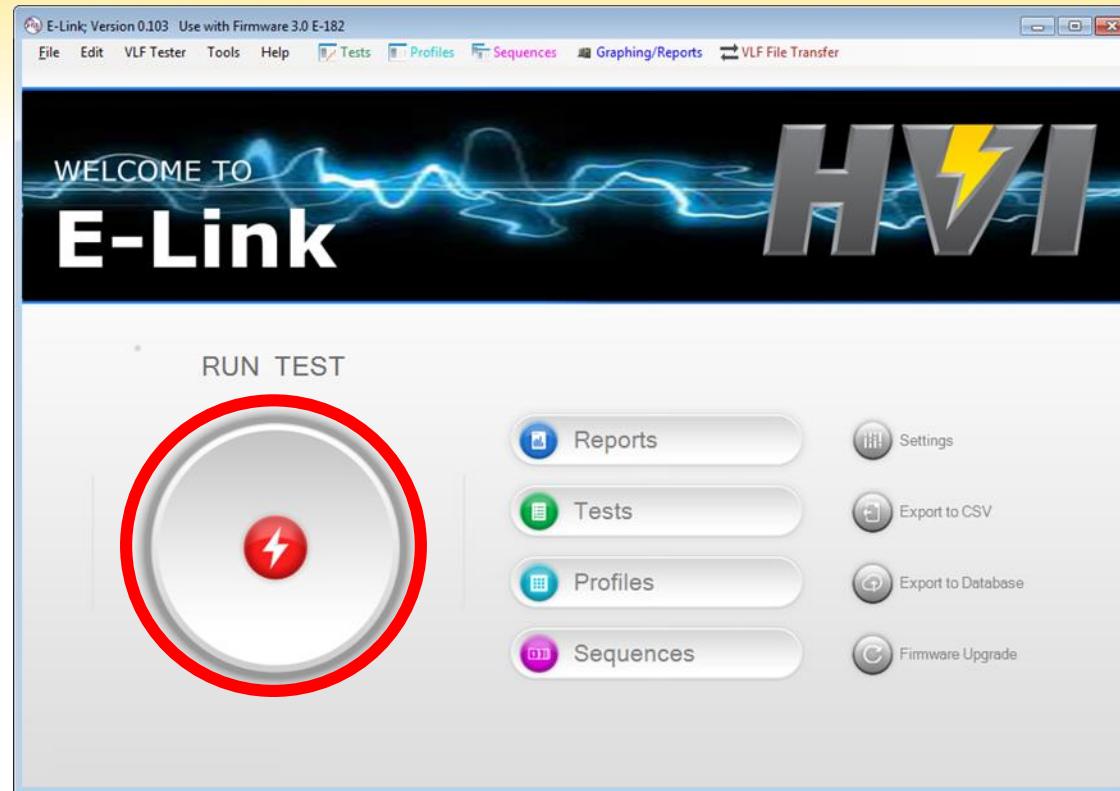 E-Link; Version 0.103 Use with Firmware 3.0 E-182
File Edit VLF Tester Tools Help Tests Profiles Sequences Graphing/Reports VLF File Transfer
WELCOME TO
E-Link
HVI
RUN TEST
Reports
Settings
Tests
Export to CSV
Profiles
Export to Database
Sequences
Firmware Upgrade